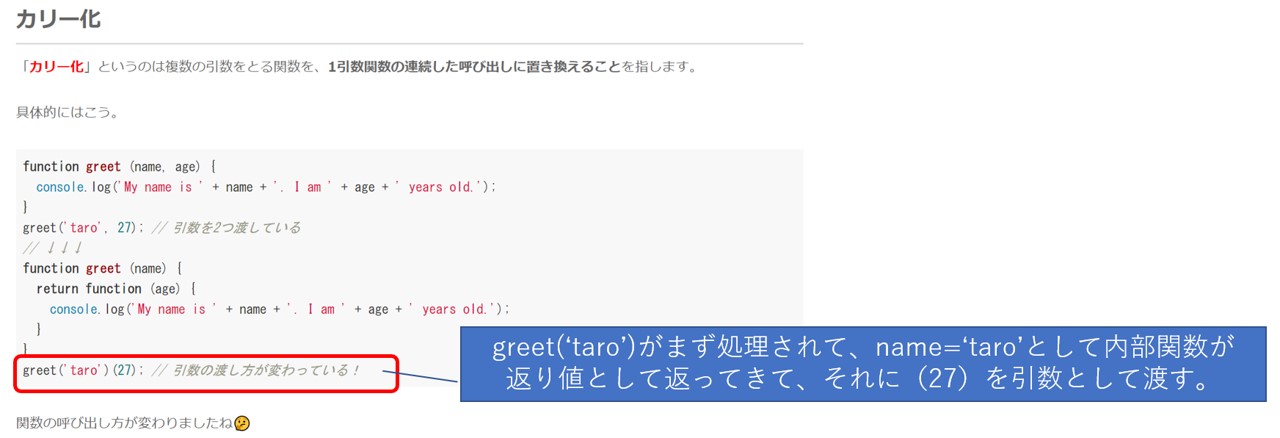 カリー化
「カリー化」というのは複数の引数をとる関数を、1引数関数の連続した呼び出しに置き換えることを指します。
具体的にはこう。
function greet (name, age) {
  console.log('My name is ' + name + '. I am ' + age + ' years old.');
}
greet('taro', 27); // 引数を2つ渡している
// ↓↓↓
function greet (name) {
  return function (age) {
    console.log('My name is ' + name + '. I am ' + age + ' years old.');
  }
}
greet('taro')(27); // 引数の渡し方が変わっている！
greet(‘taro’)がまず処理されて、name=‘taro’として内部関数が
返り値として返ってきて、それに（27）を引数として渡す。
関数の呼び出し方が変わりましたね🤔